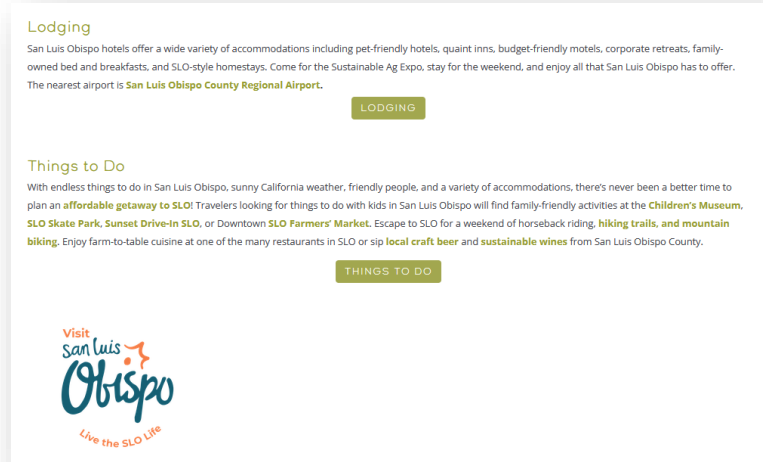 Lodging
San Luis Obispo hotels offer a wide variety of accommodations including pet-friendly hotels, quaint inns, budget-friendly motels, corporate retreats, family-
owned bed and breakfasts, and SLO-style homestays. Come for the Sustainable Ag Expo, stay for the weekend, and enjoy all that San Luis Obispo has to offer.
The nearest airport is San Luis Obispo County Regional Airport.
LODGING
Things to Do
With endless things to do in San Luis Obispo, sunny California weather, friendly people, and a variety of accommodations, there's never been a better time to
plan an affordable getaway to SLO! Travelers looking for things to do with kids in San Luis Obispo will find family-friendly activities at the Children's Museum,
SLO Skate Park, Sunset Drive-In SLO, or Downtown SLO Farmers' Market. Escape to SLO for a weekend of horseback riding, hiking trails, and mountain
biking. Enjoy farm-to-table cuisine at one of the many restaurants in SLO or sip local craft beer and sustainable wines from San Luis Obispo County.
THINGS TO DO
Visit
San Luis
Obispo
Live the SLO Life